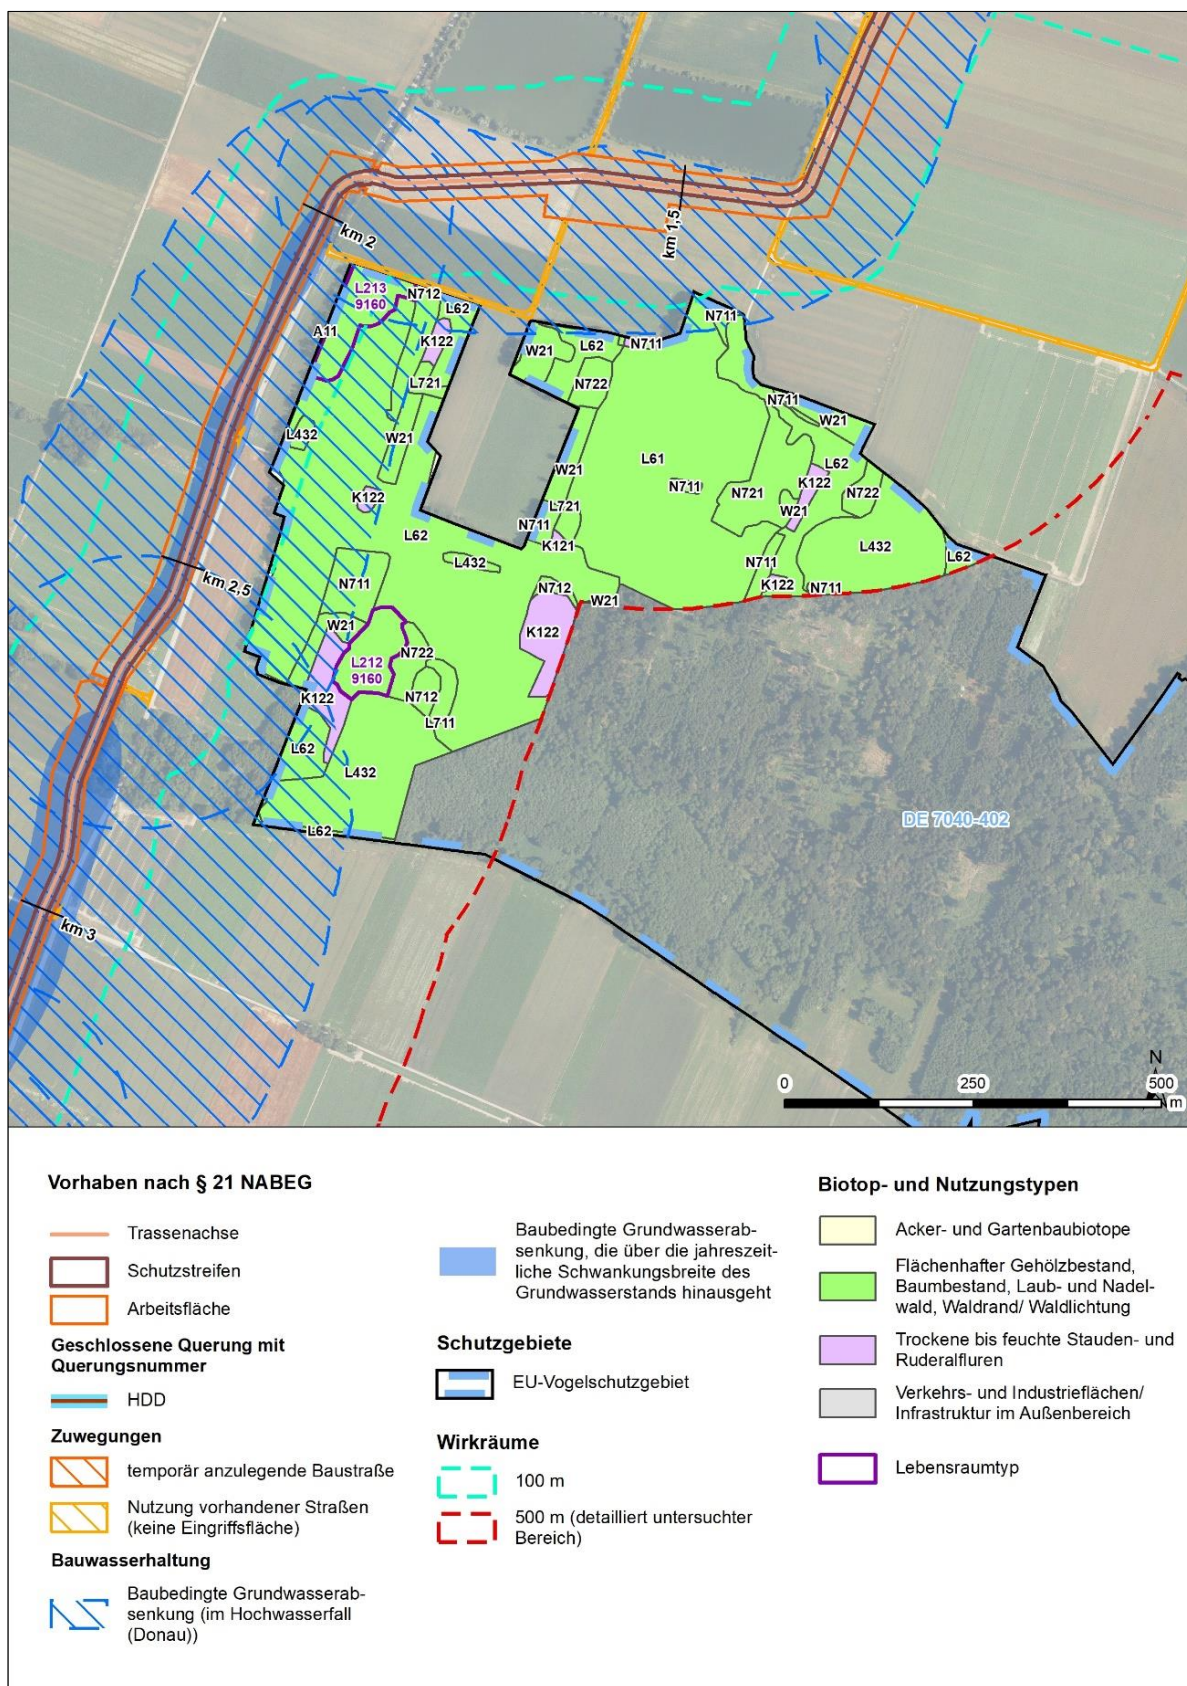 km 1,5
km 2
L213
9160
N712
L62
A11
K122
N711
W21
L62
N711
L721
N722
N711
W21
L432
W21
L61
L62
W21
K122
N711
N721
N722
K122
L721
W21
N711
L62
K121
L432
L432
N711
L62
km 2,5
N711
N712
K122
N711
W21
W21
K122
L212
9160
N722
K122
N712
L711
L62
L432
DE 7040-402
L62
km 3
N
0
250
500
m
Vorhaben nach § 21 NABEG
Trassenachse
Schutzstreifen
Arbeitsfläche
Geschlossene Querung mit
Querungsnummer
HDD
Zuwegungen
temporär anzulegende Baustraße
Nutzung vorhandener Straßen
(keine Eingriffsfläche)
Bauwasserhaltung
Baubedingte Grundwasserab-
senkung (im Hochwasserfall
(Donau))
Baubedingte Grundwasserab-
senkung, die über die jahreszeit-
liche Schwankungsbreite des
Grundwasserstands hinausgeht
Schutzgebiete
EU-Vogelschutzgebiet
Wirkräume
100 m
500 m (detailliert untersuchter
Bereich)
Biotop- und Nutzungstypen
Acker- und Gartenbaubiotope
Flächenhafter Gehölzbestand,
Baumbestand, Laub- und Nadel-
wald, Waldrand/ Waldlichtung
Trockene bis feuchte Stauden- und
Ruderalfluren
Verkehrs- und Industrieflächen/
Infrastruktur im Außenbereich
Lebensraumtyp